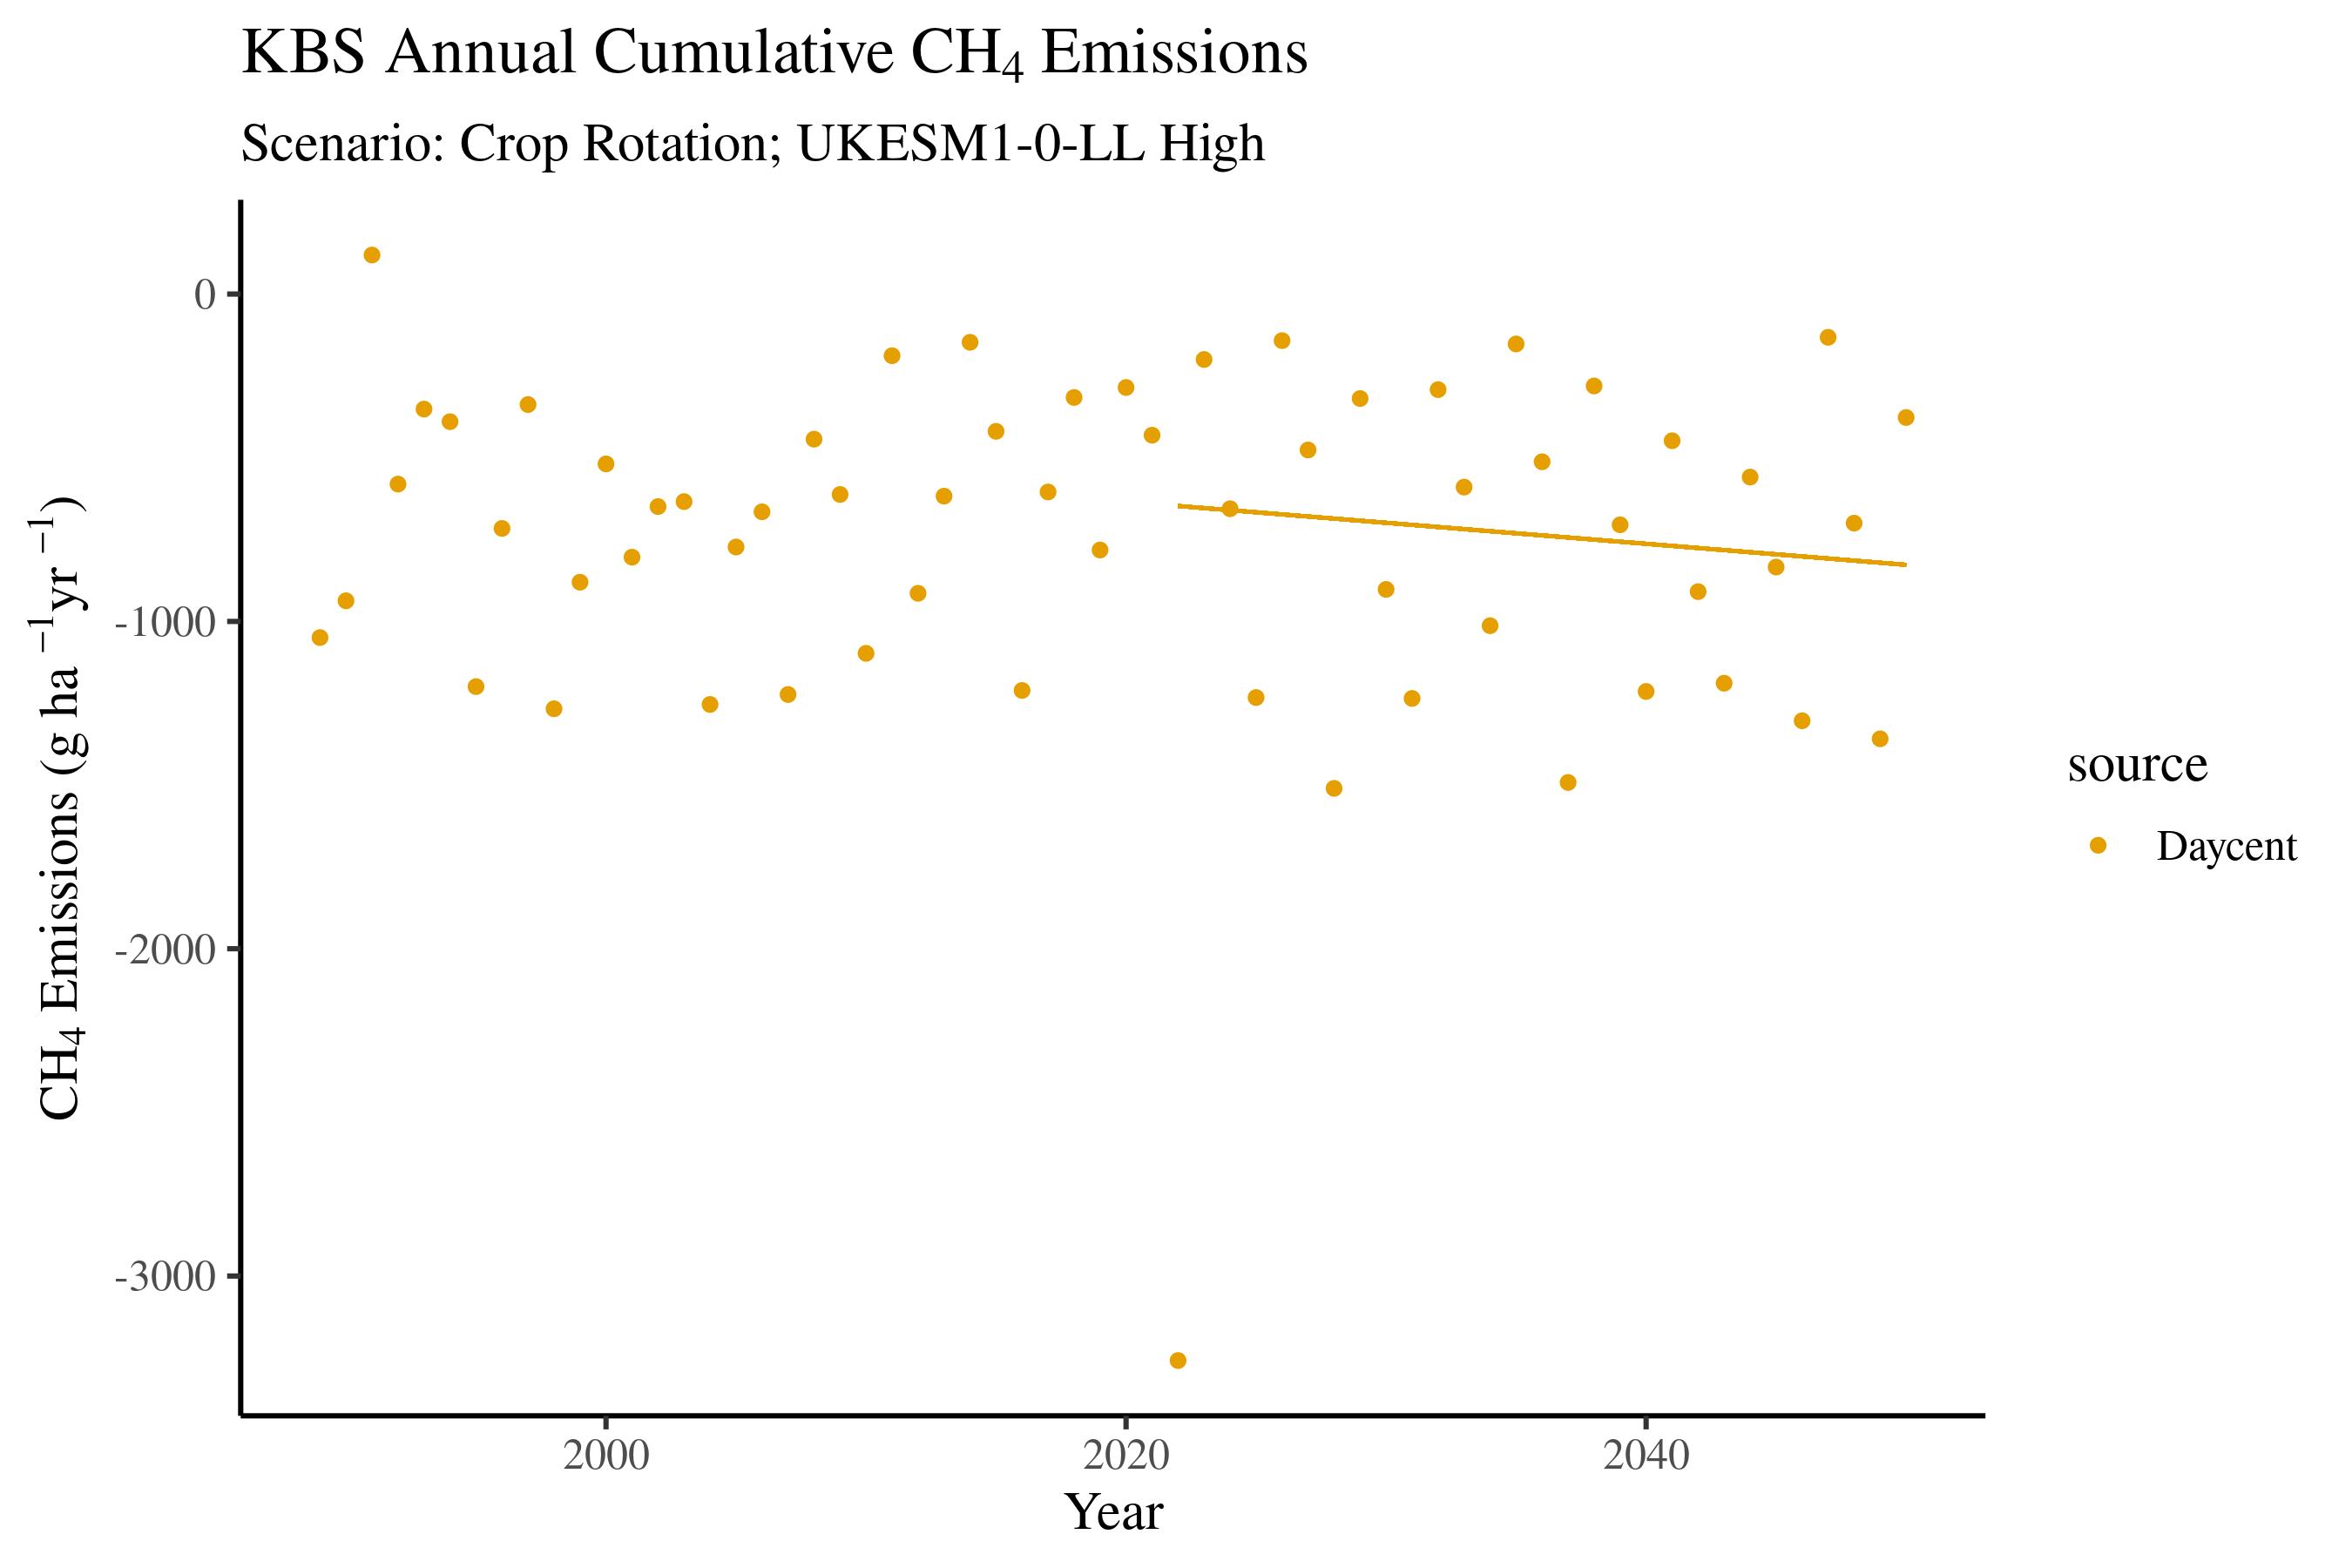 KBS Annual Cumulative CH₄ Emissions
Scenario: Crop Rotation; UKESM1-0-LL High
CH₄ Emissions (g ha⁻¹yr⁻¹)
0
-1000
-2000
-3000
2000 2020 2040
Year
source
Daycent